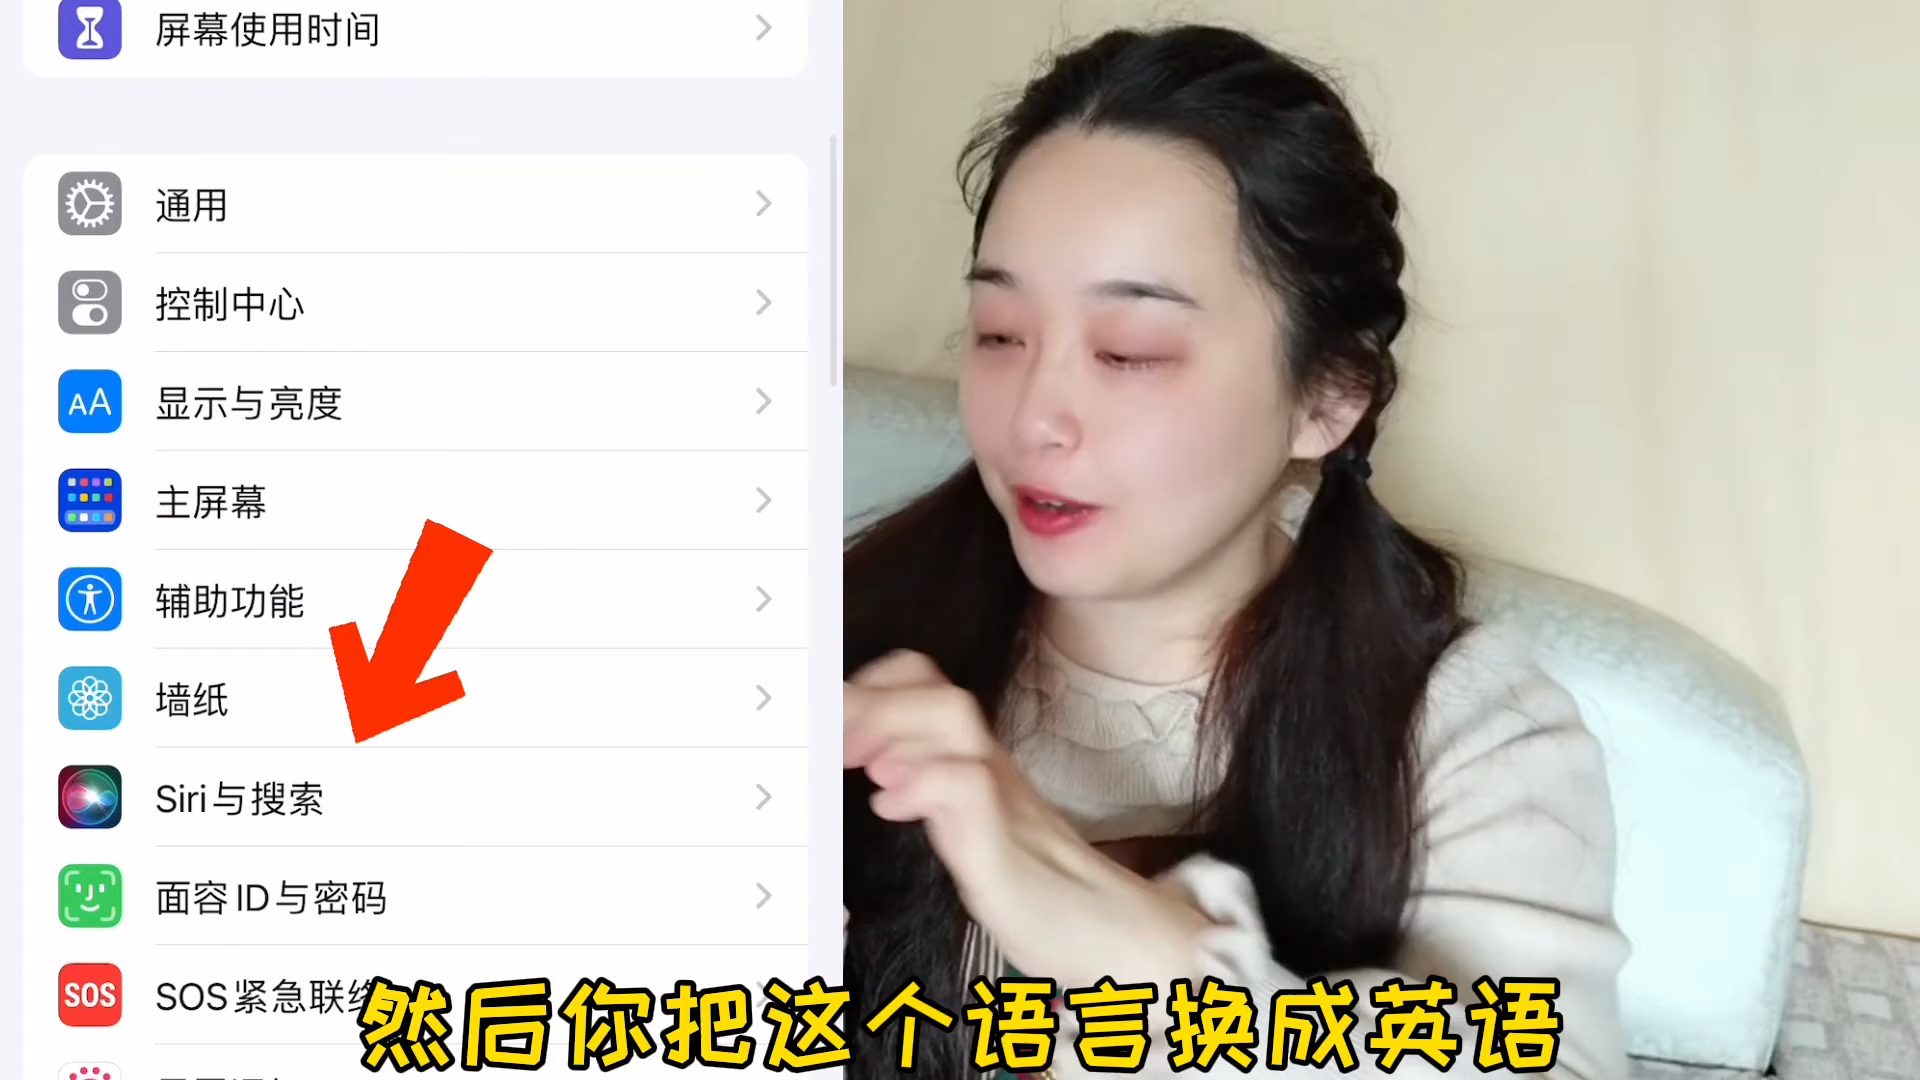 屏幕使用时间
通用
控制中心
AA
显示与亮度
主屏幕
辅助功能
墙纸
Siri与搜索
面容ID与密码
SOS
SOS紧急联络
然后你把这个语言换成英语